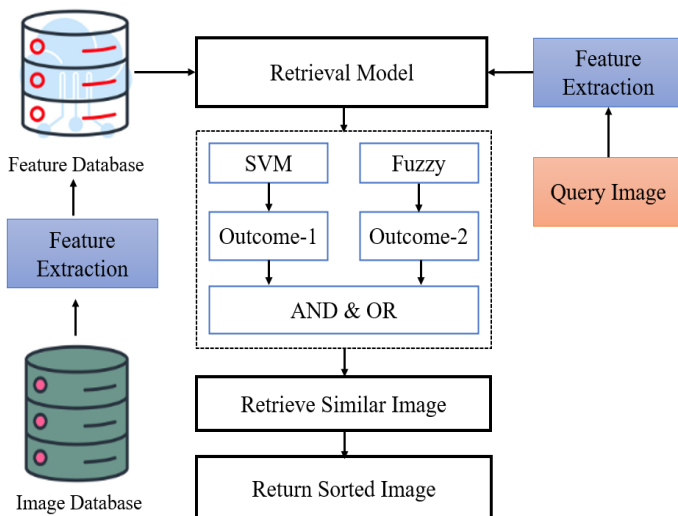 Retrieval Model
Feature
Extraction
Feature Database
SVM
Fuzzy
Query Image
Feature
Extraction
Outcome-1
Outcome-2
AND & OR
Retrieve Similar Image
Image Database
Return Sorted Image